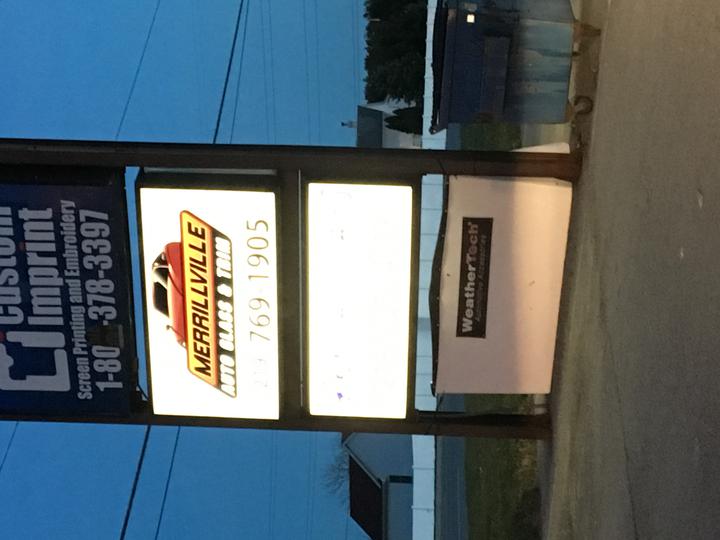 Custom
Imprint
Screen Printing and Embroidery
378-3397
MERRILLVILLE
AUTO GLASS & TRIM
769-1905
WeatherTech
Automotive Accessories